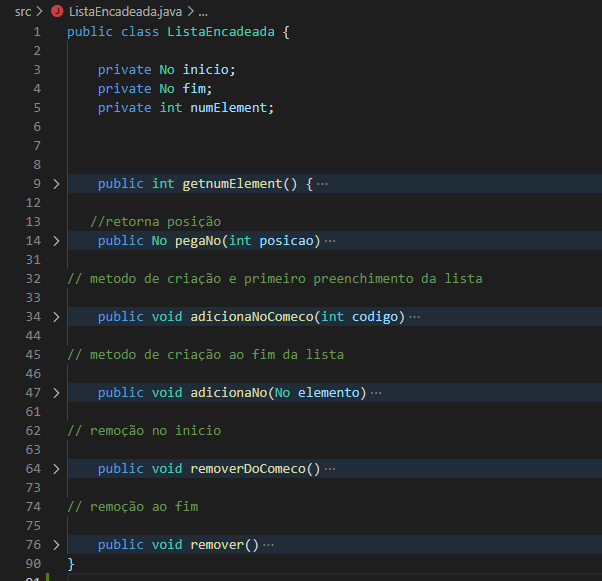 src > J ListaEncadeada.java > ...
1 public class ListaEncadeada {
2
3 private No inicio;
4 private No fim;
5 private int numElement;
6
7
8
9 > public int getnumElement() { ···
12
13 //retorna posição
14 > public No pegaNo(int posicao) ···
31
32 // metodo de criação e primeiro preenchimento da lista
33
34 > public void adicionaNoComeco(int codigo) ···
44
45 // metodo de criação ao fim da lista
46
47 > public void adicionaNo(No elemento) ···
61
62 // remoção no inicio
63
64 > public void removerDoComeco() ···
73
74 // remoção ao fim
75
76 > public void remover() ···
90 }
91